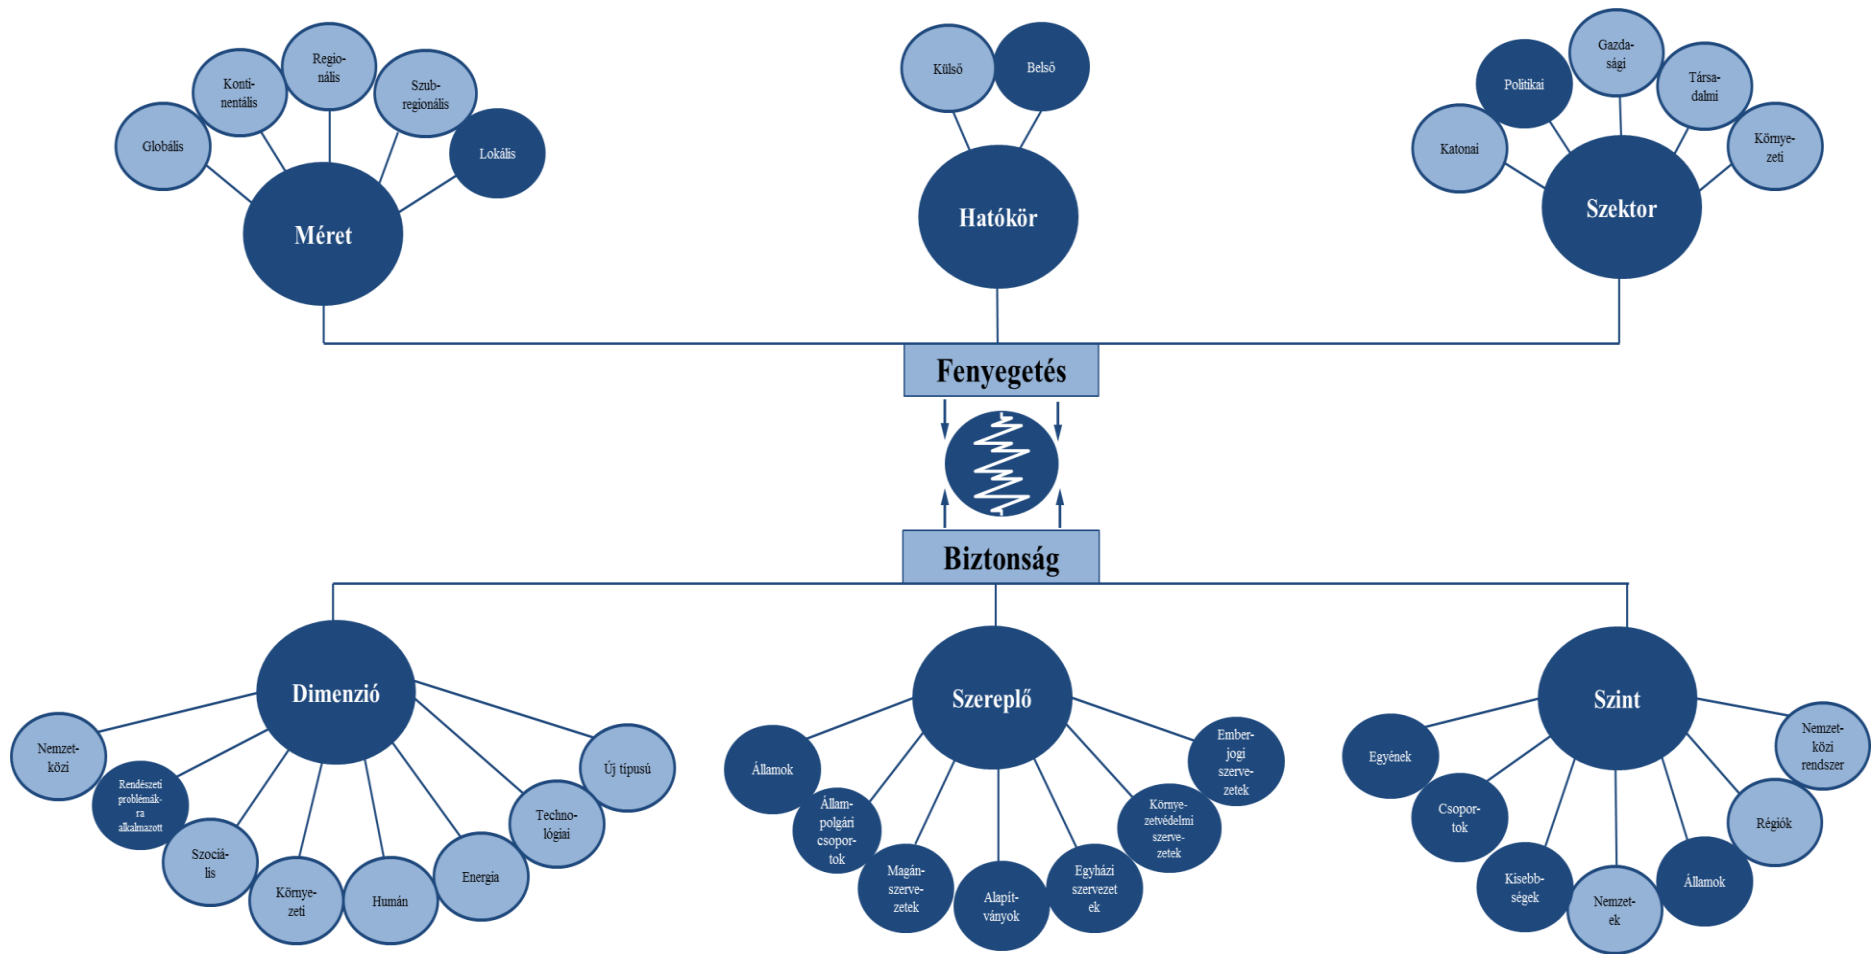 Globális
Konti-
nentális
Regio-
nális
Szub-
regionális
Lokális
Méret
Külső
Belső
Hatókör
Katonai
Politikai
Gazda-
sági
Társa-
dalmi
Környe-
zeti
Szektor
Fenyegetés
Biztonság
Dimenzió
Nemzet-
közi
Rendészeti
problémák-
ra
alkalmazott
Szociá-
lis
Környe-
zeti
Humán
Energia
Techno-
lógiai
Új típusú
Szereplő
Államok
Állam-
polgári
csopor-
tok
Magán-
szerve-
zetek
Alapít-
ványok
Egyházi
szervezet
ek
Környe-
zetvédelmi
szerve-
zetek
Ember-
jogi
szerve-
zetek
Szint
Egyének
Csopor-
tok
Kisebb-
ségek
Nemzet-
ek
Államok
Régiók
Nemzet-
közi
rendszer